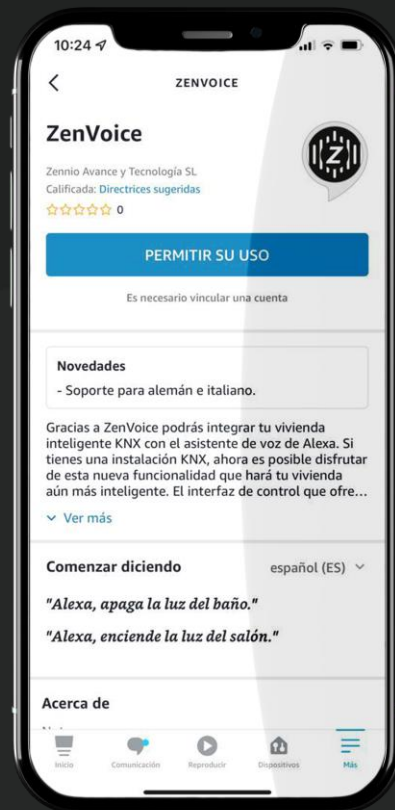 10:24
ZENVOICE
ZenVoice
Zennio Avance y Tecnología SL
Calificada: Directrices sugeridas
0
Z
PERMITIR SU USO
Es necesario vincular una cuenta
Novedades
- Soporte para alemán e italiano.
Gracias a ZenVoice podrás integrar tu vivienda
inteligente KNX con el asistente de voz de Alexa. Si
tienes una instalación KNX, ahora es posible disfrutar
de esta nueva funcionalidad que hará tu vivienda
aún más inteligente. El interfaz de control que ofre...
Ver más
Comenzar diciendo español (ES)
"Alexa, apaga la luz del baño."
"Alexa, enciende la luz del salón."
Acerca de
Inicio Comunicación Reproducir Dispositivos Más